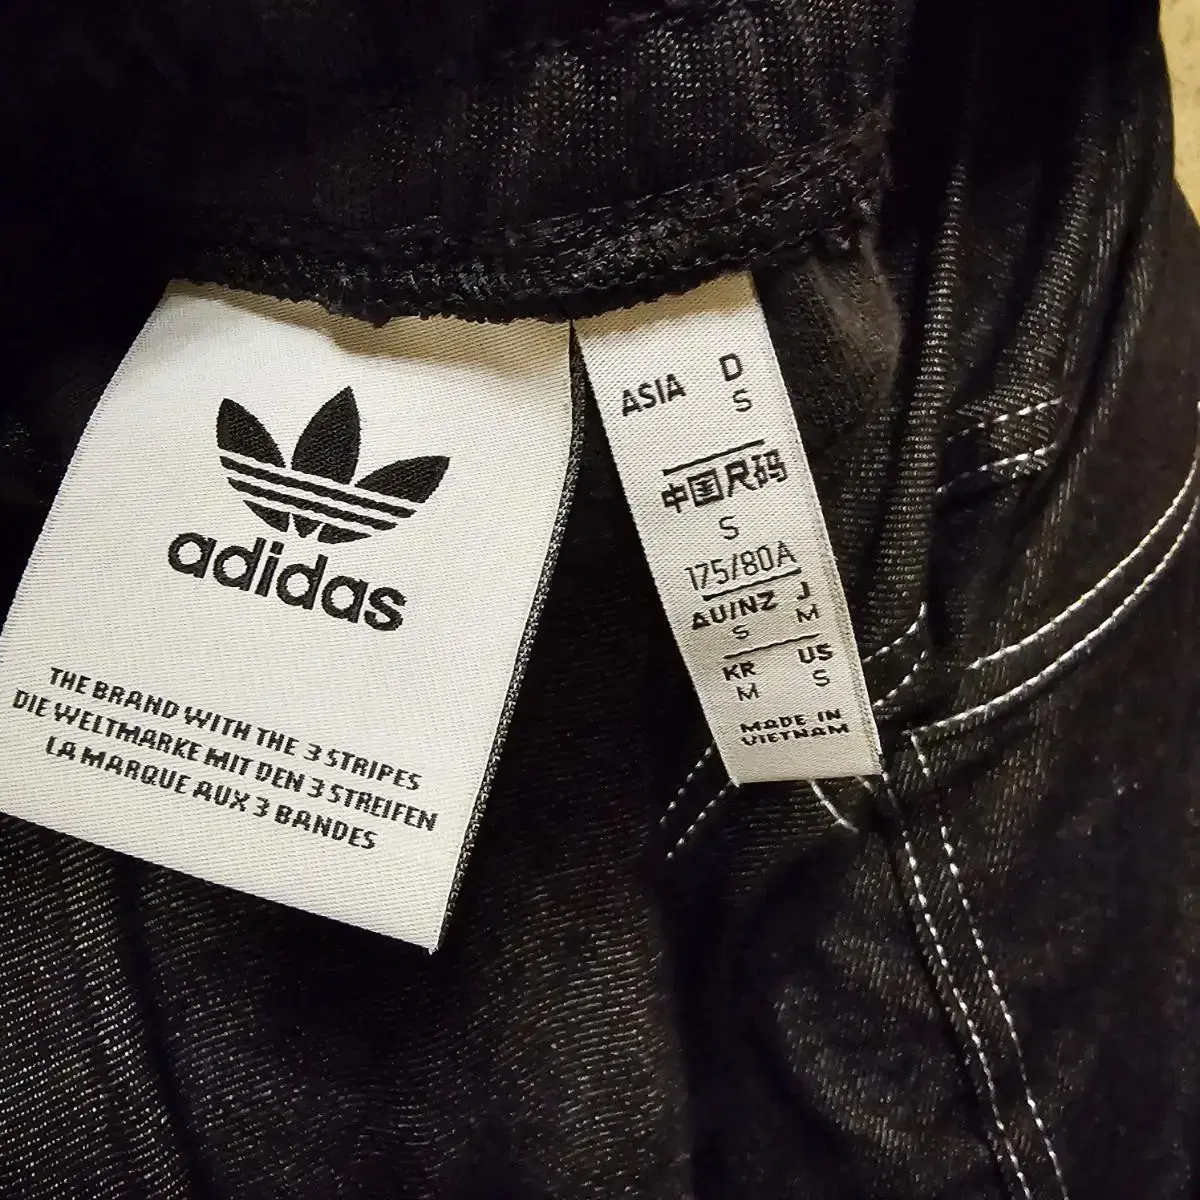 adidas
THE BRAND WITH THE 3 STRIPES
DIE WELTMARKE MIT DEN 3 STREIFEN
LA MARQUE AUX 3 BANDES
ASIA D
S
中国尺码
S
175/80A
AU/NZ J
S M
KR US
M S
MADE IN
VIETNAM